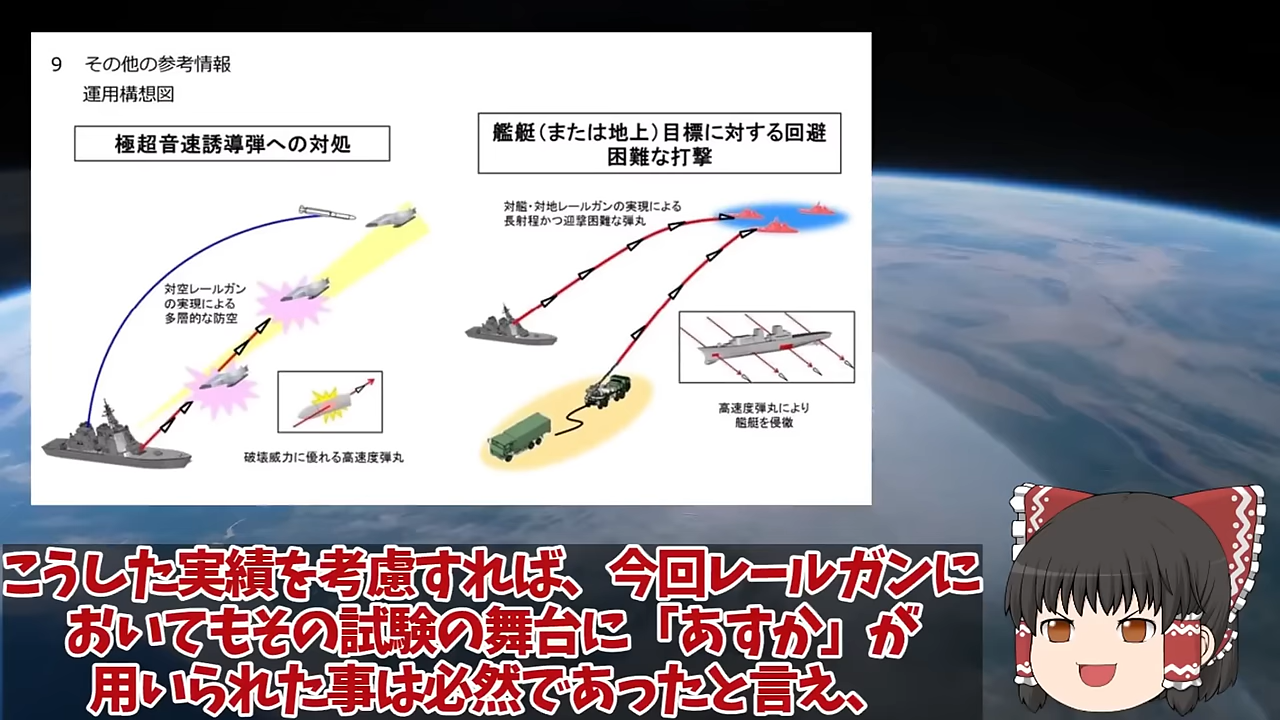 9 その他の参考情報
運用構想図
極超音速誘導弾への対処
対空レールガン
の実現による
多層的な防空
破壊威力に優れる高速度弾丸
艦艇（または地上）目標に対する回避
困難な打撃
対艦・対地レールガンの実現による
長射程かつ迎撃困難な弾丸
高速度弾丸により
艦艇を侵徹
こうした実績を考慮すれば、今回レールガンに
おいてもその試験の舞台に「あすか」が
用いられた事は必然であったと言え、